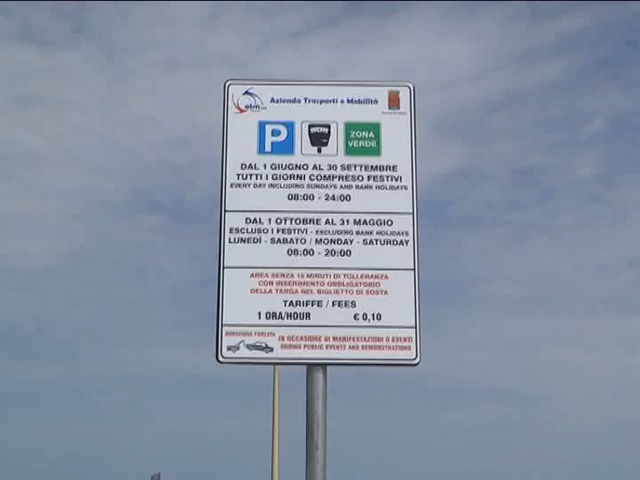 atm
Azienda Trasporti e Mobilità
P
ZONA
VERDE
DAL 1 GIUGNO AL 30 SETTEMBRE
TUTTI I GIORNI COMPRESO FESTIVI
EVERY DAY INCLUDING SUNDAYS AND BANK HOLIDAYS
08:00 - 24:00
DAL 1 OTTOBRE AL 31 MAGGIO
ESCLUSO I FESTIVI - EXCLUDING BANK HOLIDAYS
LUNEDÌ - SABATO / MONDAY - SATURDAY
08:00 - 20:00
AREA SENZA 15 MINUTI DI TOLLERANZA
CON INSERIMENTO OBBLIGATORIO
DELLA TARGA NEL BIGLIETTO DI SOSTA
TARIFFE / FEES
1 ORA/HOUR € 0,10
RIMOZIONE FORZATA
IN OCCASIONE DI MANIFESTAZIONI O EVENTI
DURING PUBLIC EVENTS AND DEMONSTRATIONS